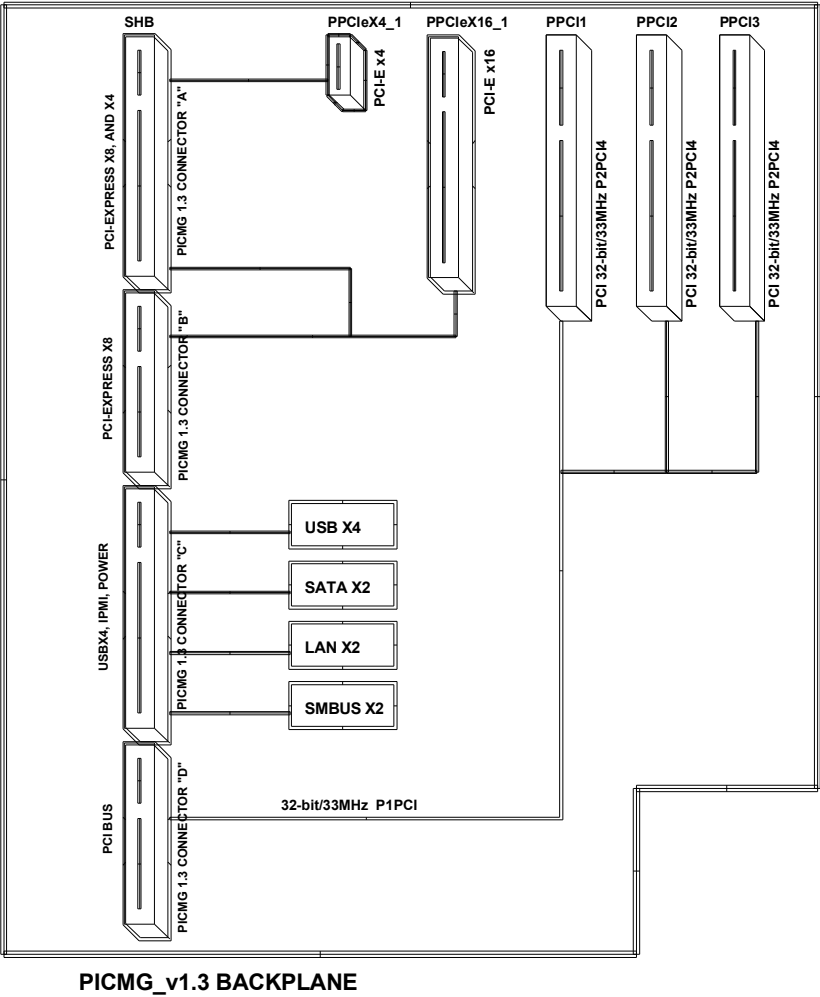 SHB
PPCIeX4_1
PPCIeX16_1
PPCI1
PPCI2
PPCI3
PCI-EXPRESS X8, AND X4
PICMG 1.3 CONNECTOR "A"
PCI-E x4
PCI-E x16
PCI 32-bit/33MHz P2PCI4
PCI 32-bit/33MHz P2PCI4
PCI 32-bit/33MHz P2PCI4
PCI-EXPRESS X8
PICMG 1.3 CONNECTOR "B"
USBX4, IPMI, POWER
PICMG 1.3 CONNECTOR "C"
USB X4
SATA X2
LAN X2
SMBUS X2
PCI BUS
PICMG 1.3 CONNECTOR "D"
32-bit/33MHz P1PCI
PICMG_v1.3 BACKPLANE